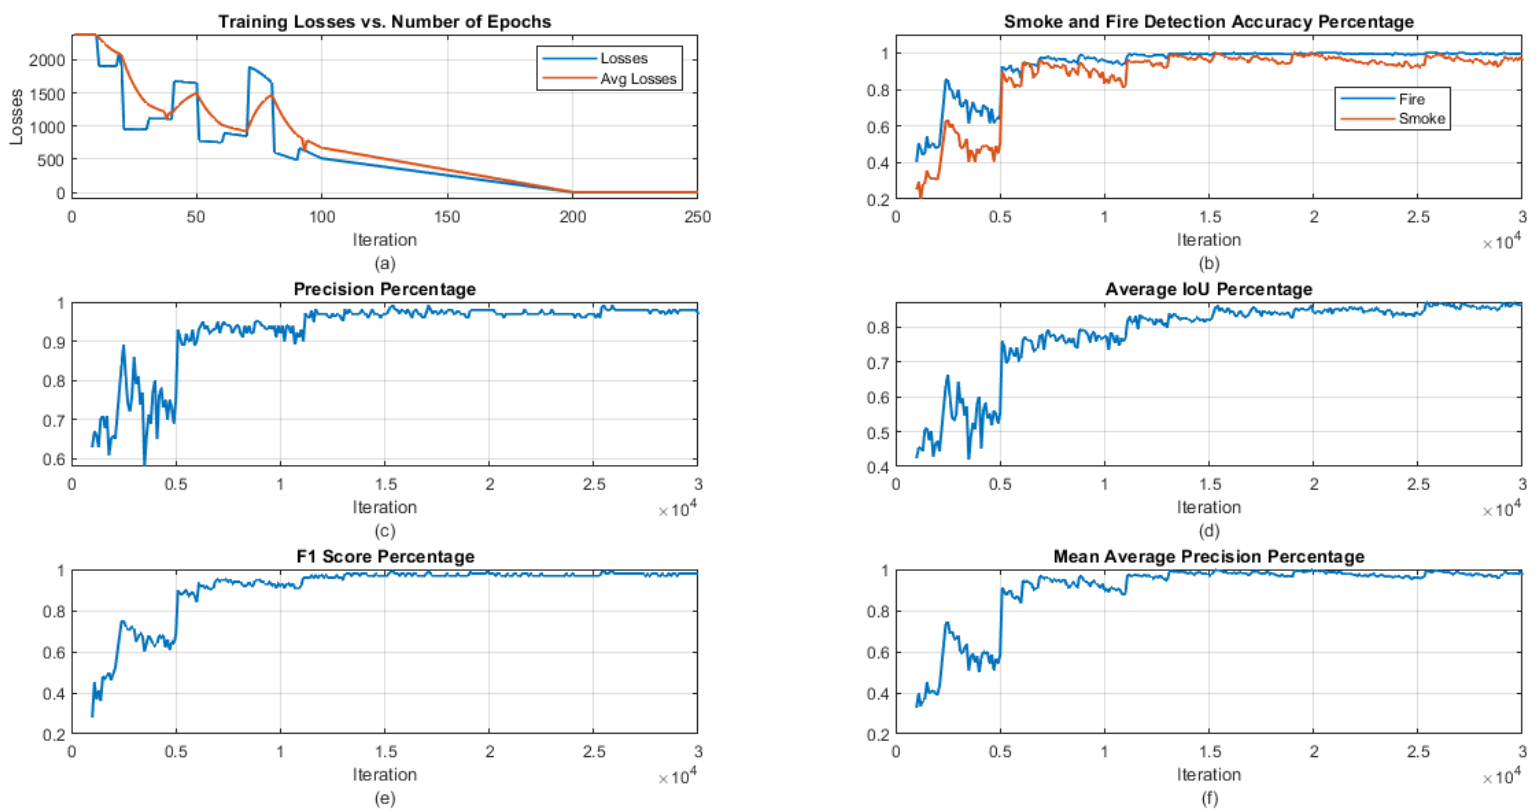 Training Losses vs. Number of Epochs
2000
1500
1000
500
0
Losses
Losses
Avg Losses
0 50 100 150 200 250
Iteration
(a)
Smoke and Fire Detection Accuracy Percentage
1
0.8
0.6
0.4
0.2
Fire
Smoke
0 0.5 1 1.5 2 2.5 3
Iteration
×10⁴
(b)
Precision Percentage
1
0.9
0.8
0.7
0.6
0 0.5 1 1.5 2 2.5 3
Iteration
×10⁴
(c)
Average IoU Percentage
0.8
0.7
0.6
0.5
0.4
0 0.5 1 1.5 2 2.5 3
Iteration
×10⁴
(d)
F1 Score Percentage
1
0.8
0.6
0.4
0.2
0 0.5 1 1.5 2 2.5 3
Iteration
×10⁴
(e)
Mean Average Precision Percentage
1
0.8
0.6
0.4
0.2
0 0.5 1 1.5 2 2.5 3
Iteration
×10⁴
(f)